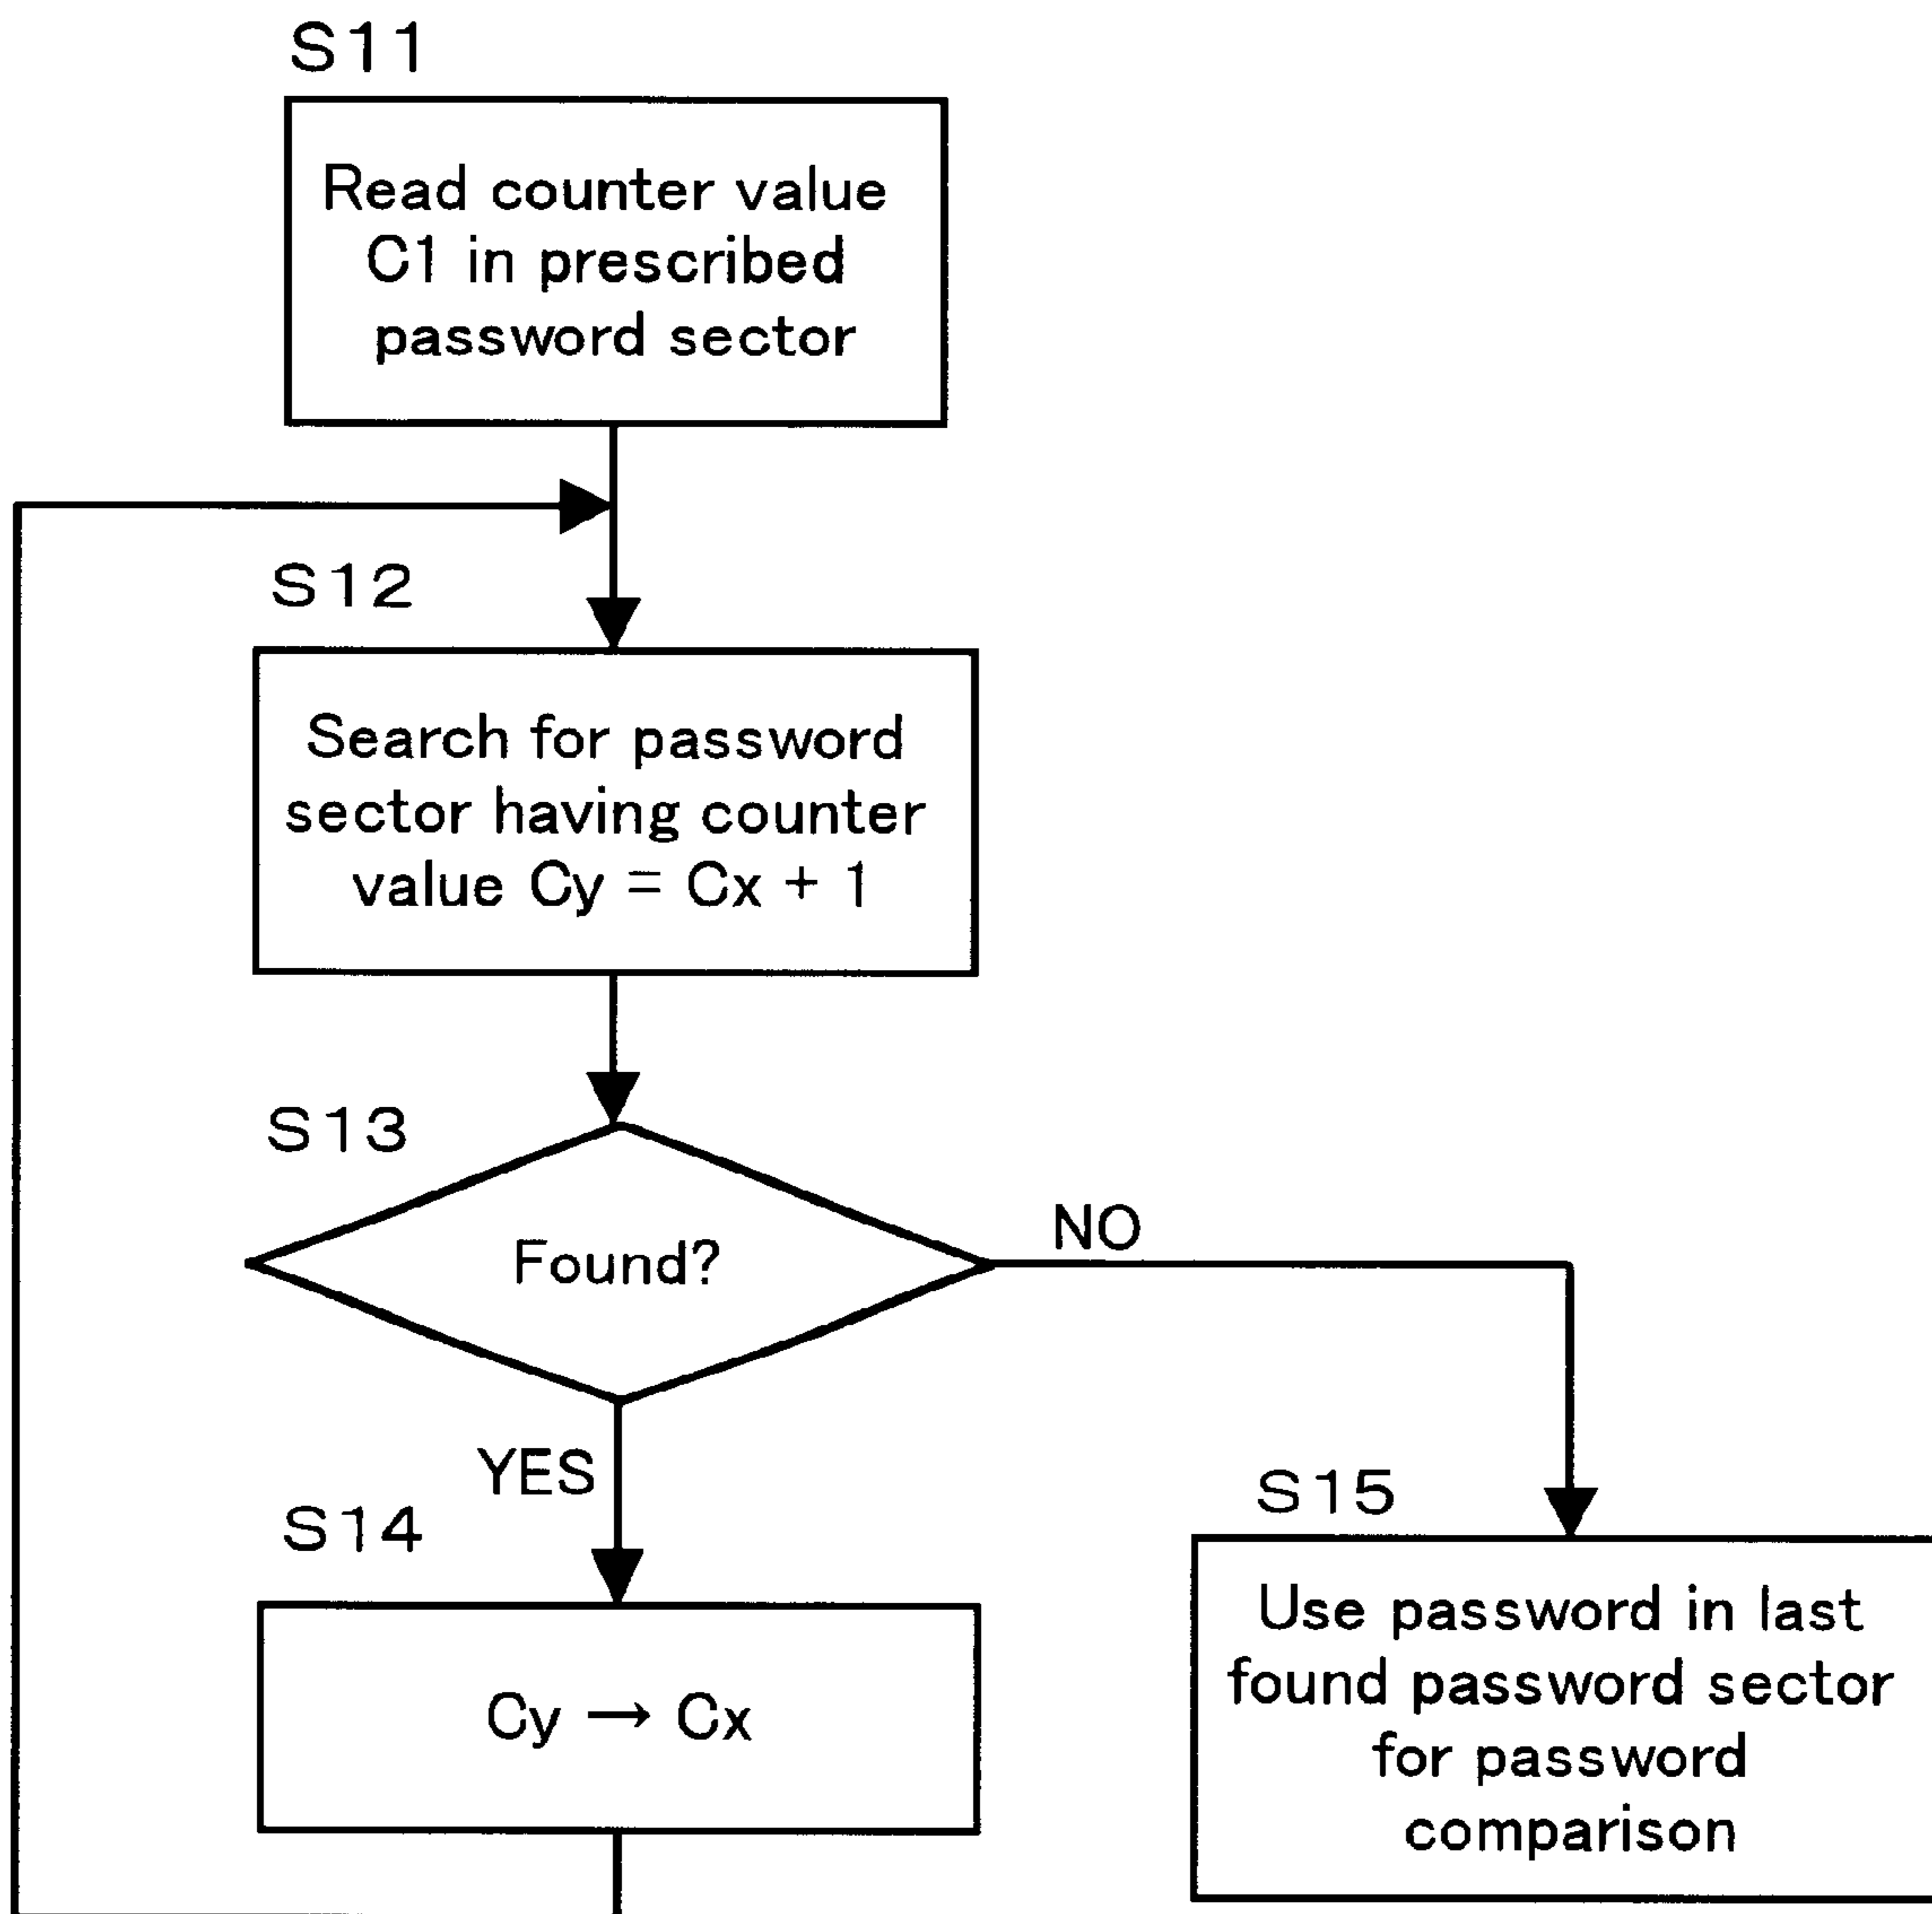 S11
Read counter value
C1 in prescribed
password sector
S12
Search for password
sector having counter
value Cy = Cx + 1
S13
Found?
NO
YES
S14
Cy → Cx
S15
Use password in last
found password sector
for password
comparison